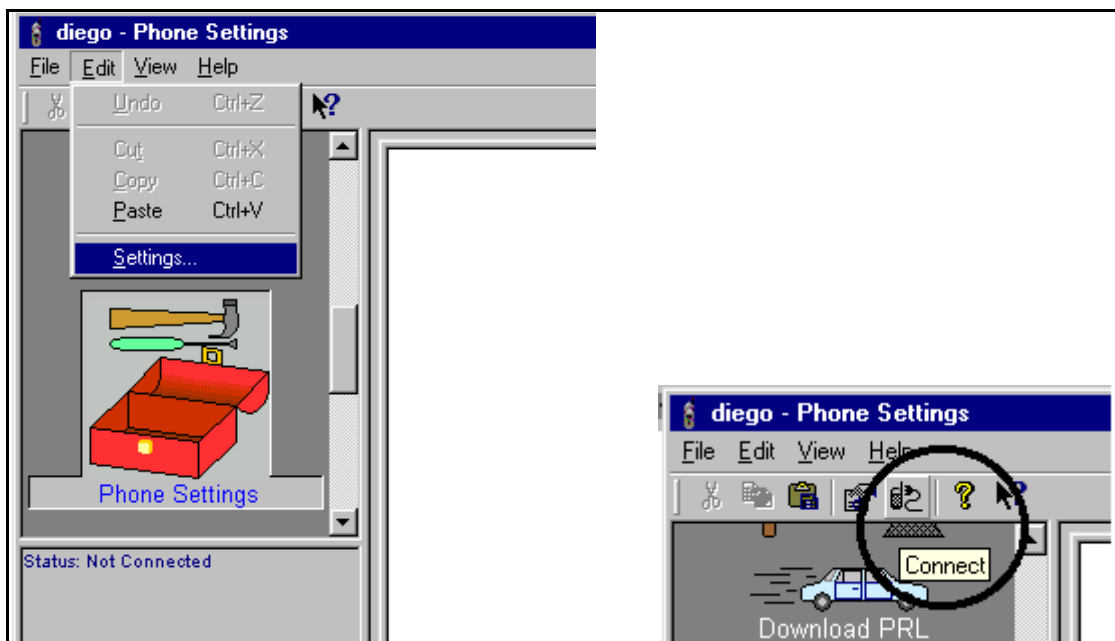 diego - Phone Settings
File Edit View Help
Undo Ctrl+Z
Cut Ctrl+X
Copy Ctrl+C
Paste Ctrl+V
Settings...
Phone Settings
Status: Not Connected
diego - Phone Settings
File Edit View Help
Connect
Download PRL